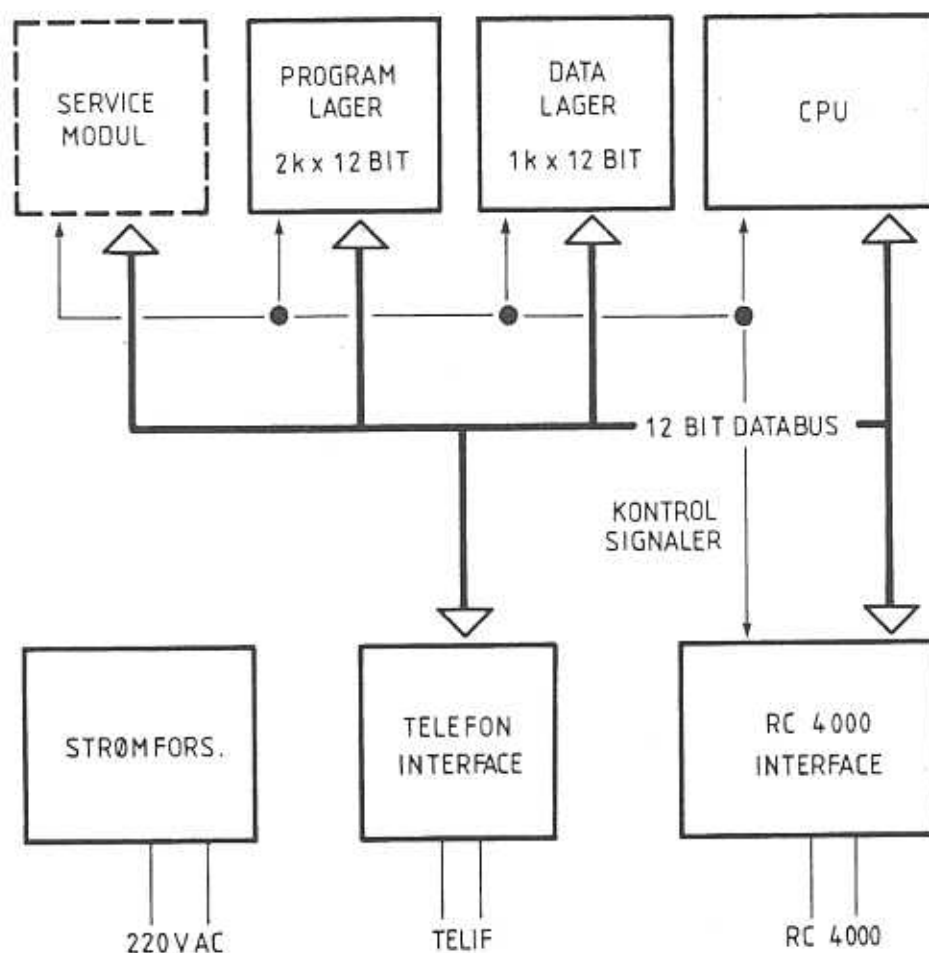 SERVICE
MODUL
PROGRAM
LAGER
2k x 12 BIT
DATA
LAGER
1k x 12 BIT
CPU
12 BIT DATABUS
KONTROL
SIGNALER
STRØMFORS.
TELEFON
INTERFACE
RC 4000
INTERFACE
220V AC
TELIF
RC 4000